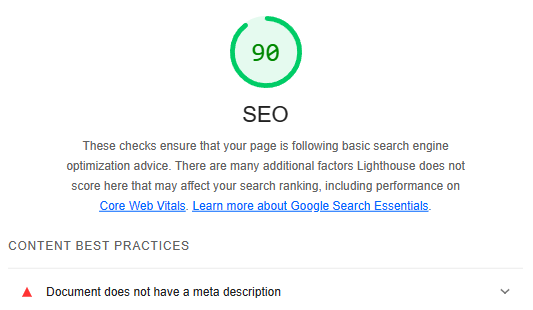 90
SEO
These checks ensure that your page is following basic search engine
optimization advice. There are many additional factors Lighthouse does not
score here that may affect your search ranking, including performance on
Core Web Vitals. Learn more about Google Search Essentials.
CONTENT BEST PRACTICES
Document does not have a meta description